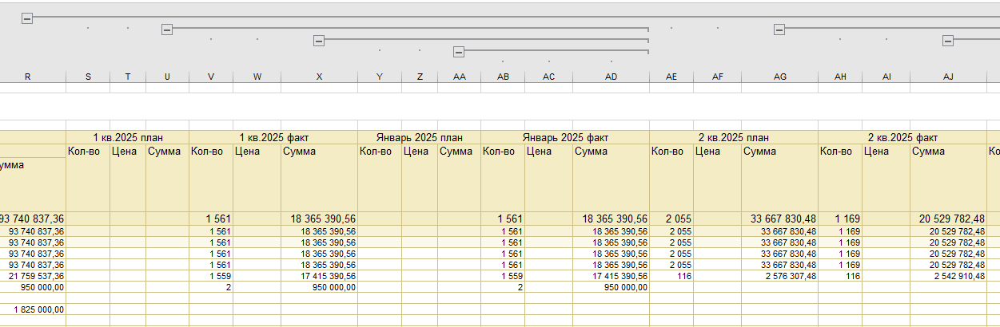 R S T U V W X Y Z AA AB AC AD AE AF AG AH AI AJ
1 кв.2025 план 1 кв.2025 факт Январь 2025 план Январь 2025 факт 2 кв.2025 план 2 кв.2025 факт
Кол-во Цена Сумма Кол-во Цена Сумма Кол-во Цена Сумма Кол-во Цена Сумма Кол-во Цена Сумма Кол-во Цена Сумма Ко
умма
93 740 837,36 1 561 18 365 390,56 1 561 18 365 390,56 2 055 33 667 830,48 1 169 20 529 782,48
93 740 837,36 1 561 18 365 390,56 1 561 18 365 390,56 2 055 33 667 830,48 1 169 20 529 782,48
93 740 837,36 1 561 18 365 390,56 1 561 18 365 390,56 2 055 33 667 830,48 1 169 20 529 782,48
93 740 837,36 1 561 18 365 390,56 1 561 18 365 390,56 2 055 33 667 830,48 1 169 20 529 782,48
93 740 837,36 1 561 18 365 390,56 1 561 18 365 390,56 2 055 33 667 830,48 1 169 20 529 782,48
21 759 537,36 1 559 17 415 390,56 1 559 17 415 390,56 116 2 576 307,48 116 2 542 910,48
950 000,00 2 950 000,00 2 950 000,00
1 825 000,00